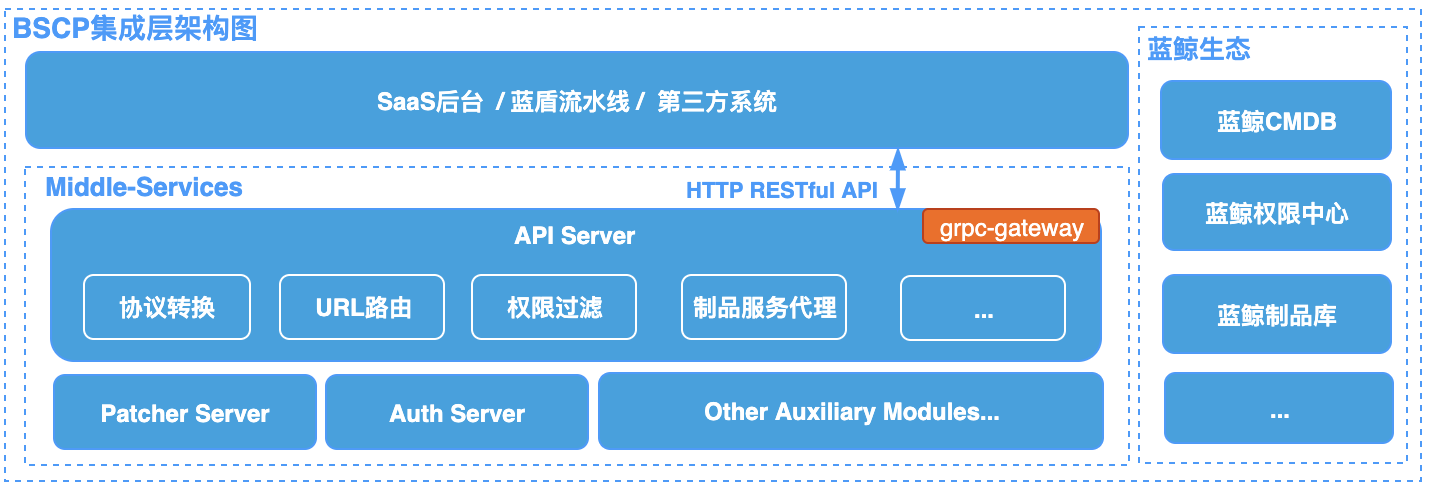 BSCP集成层架构图
SaaS后台 / 蓝盾流水线 / 第三方系统
Middle-Services
HTTP RESTful API
API Server
grpc-gateway
协议转换
URL路由
权限过滤
制品服务代理
...
Patcher Server
Auth Server
Other Auxiliary Modules...
蓝鲸生态
蓝鲸CMDB
蓝鲸权限中心
蓝鲸制品库
...